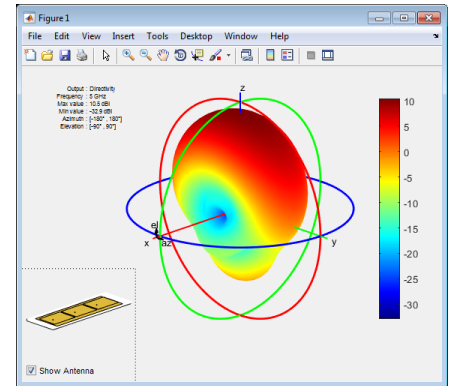 Figure 1
File Edit View Insert Tools Desktop Window Help
Output : Directivity
Frequency : 5 GHz
Max value : 10.5 dBi
Min value : -32.9 dBi
Azimuth : [-180° , 180°]
Elevation : [-90° , 90°]
z
10
5
0
-5
-10
-15
-20
-25
-30
el
x az
y
Show Antenna